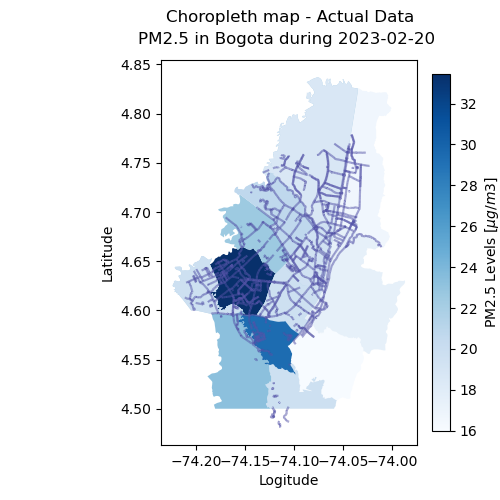 Choropleth map - Actual Data
PM2.5 in Bogota during 2023-02-20
4.85
4.80
4.75
4.70
4.65
4.60
4.55
4.50
Latitude
−74.20 −74.15 −74.10 −74.05 −74.00
Logitude
32
30
28
26
24
22
20
18
16
PM2.5 Levels [μg/m3]